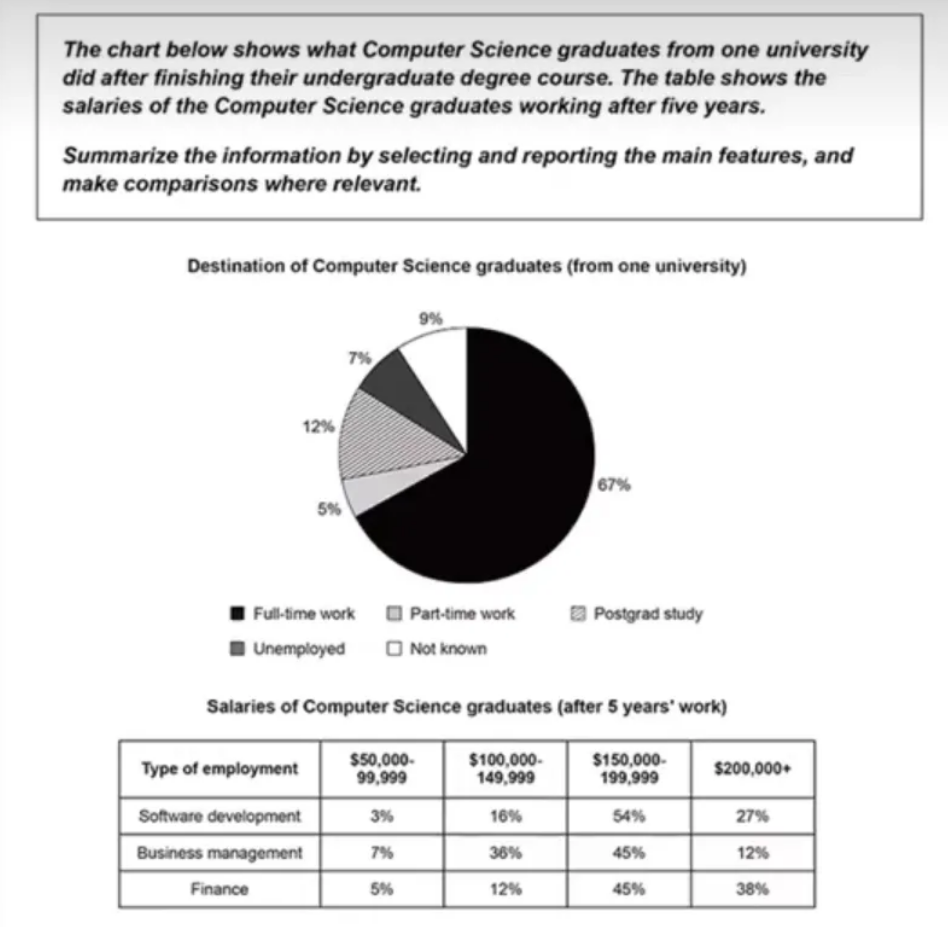 The chart below shows what Computer Science graduates from one university
did after finishing their undergraduate degree course. The table shows the
salaries of the Computer Science graduates working after five years.
Summarize the information by selecting and reporting the main features, and
make comparisons where relevant.
Destination of Computer Science graduates (from one university)
9%
7%
12%
67%
5%
Full-time work Part-time work Postgrad study
Unemployed Not known
Salaries of Computer Science graduates (after 5 years' work)
Type of employment $50,000- 99,999 $100,000- 149,999 $150,000- 199,999 $200,000+
Software development 3% 16% 54% 27%
Business management 7% 36% 45% 12%
Finance 5% 12% 45% 38%